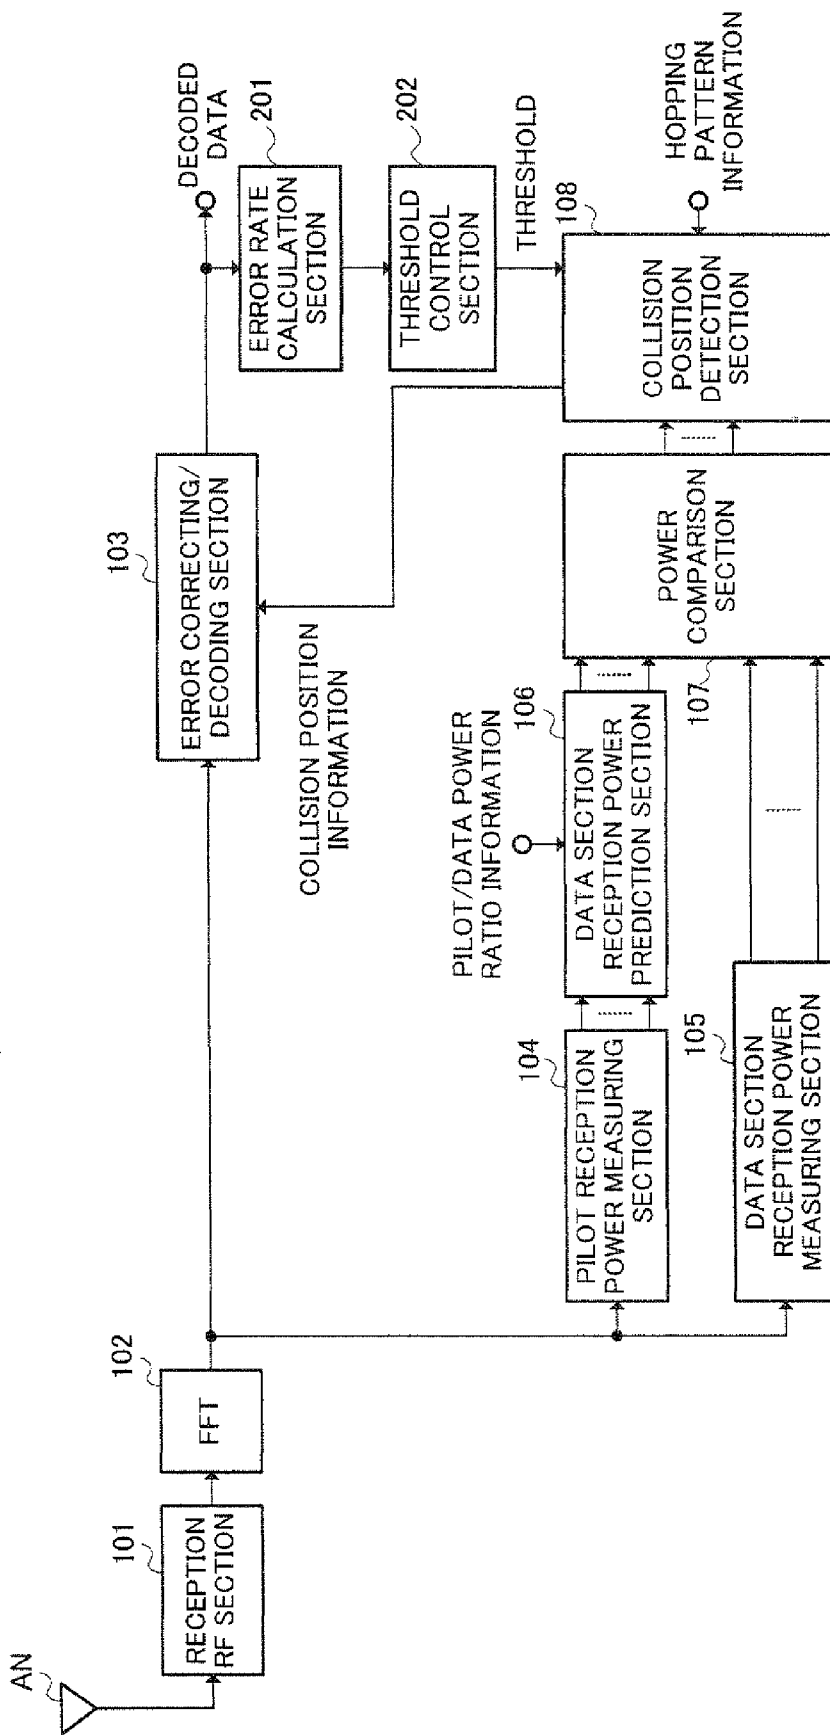 AN
101
RECEPTION
RF SECTION
102
FFT
103
ERROR CORRECTING/
DECODING SECTION
DECODED
DATA
201
ERROR RATE
CALCULATION
SECTION
202
THRESHOLD
CONTROL
SECTION
THRESHOLD
COLLISION POSITION
INFORMATION
PILOT/DATA POWER
RATIO INFORMATION
104
PILOT RECEPTION
POWER MEASURING
SECTION
106
DATA SECTION
RECEPTION POWER
PREDICTION SECTION
105
DATA SECTION
RECEPTION POWER
MEASURING SECTION
107
POWER
COMPARISON
SECTION
108
COLLISION
POSITION
DETECTION
SECTION
HOPPING
PATTERN
INFORMATION